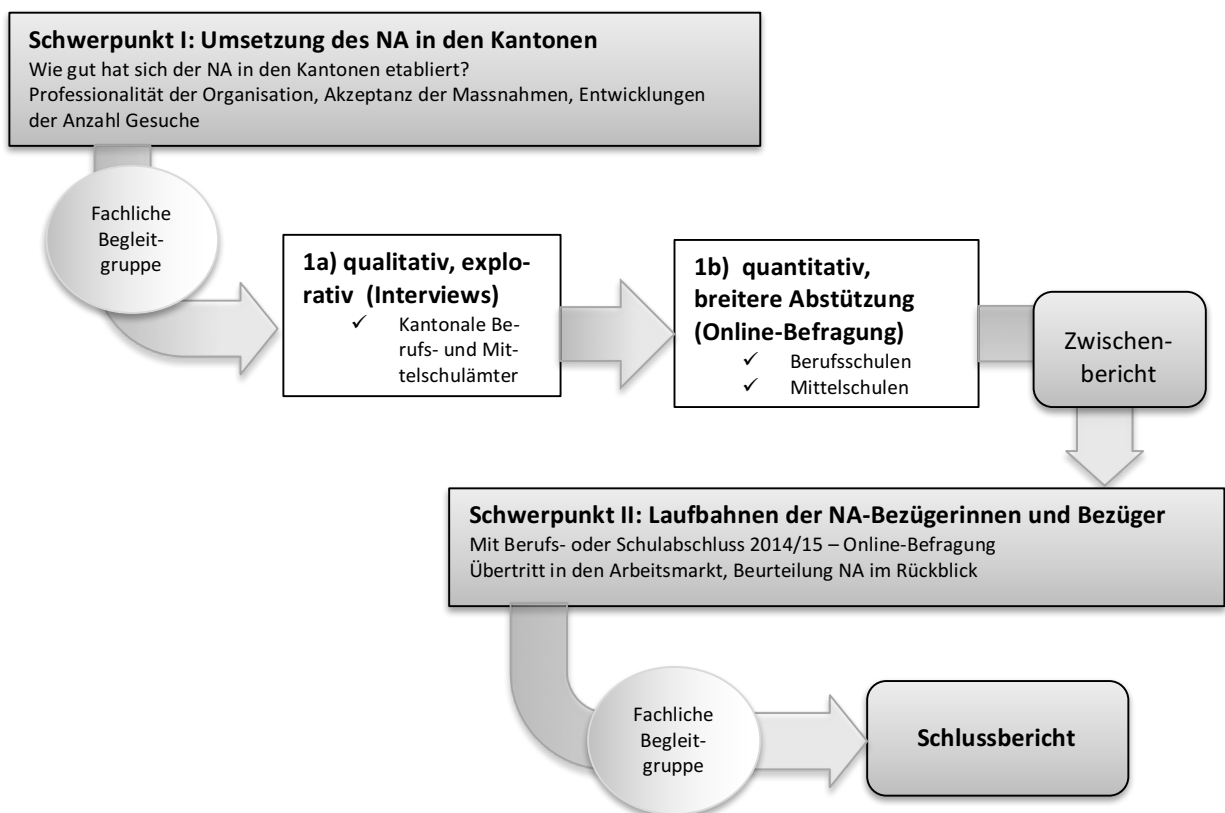 Schwerpunkt I: Umsetzung des NA in den Kantonen
Wie gut hat sich der NA in den Kantonen etabliert?
Professionalität der Organisation, Akzeptanz der Massnahmen, Entwicklungen
der Anzahl Gesuche
Fachliche
Begleit-
gruppe
1a) qualitativ, explo-
rativ (Interviews)
✓ Kantonale Be-
rufs- und Mit-
telschulämter
1b) quantitativ,
breitere Abstützung
(Online-Befragung)
✓ Berufsschulen
✓ Mittelschulen
Zwischen-
bericht
Schwerpunkt II: Laufbahnen der NA-Bezügerinnen und Bezüger
Mit Berufs- oder Schulabschluss 2014/15 – Online-Befragung
Übertritt in den Arbeitsmarkt, Beurteilung NA im Rückblick
Fachliche
Begleit-
gruppe
Schlussbericht